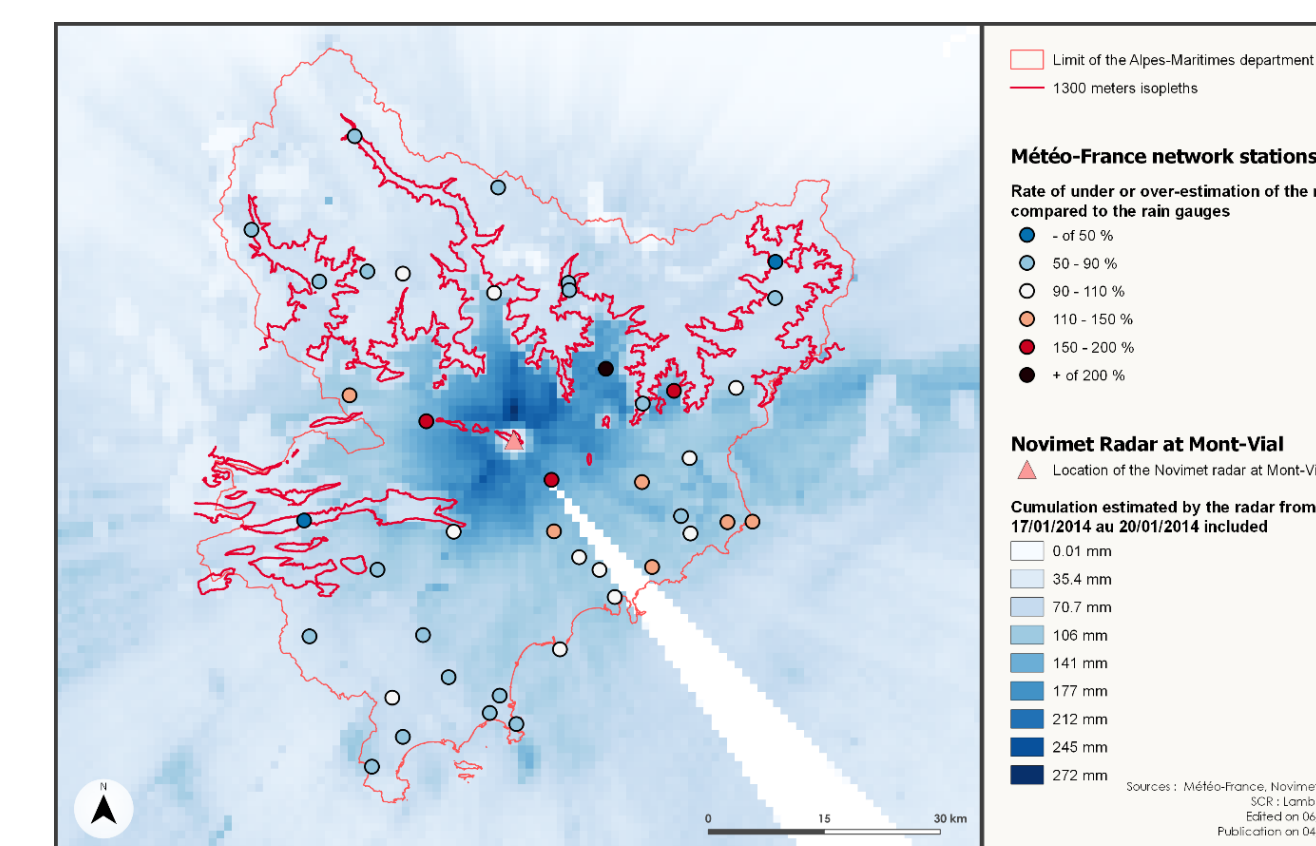 Limit of the Alpes-Maritimes department
1300 meters isopleths
Météo-France network stations
Rate of under or over-estimation of the
compared to the rain gauges
- of 50 %
50 - 90 %
90 - 110 %
110 - 150 %
150 - 200 %
+ of 200 %
Novimet Radar at Mont-Vial
Location of the Novimet radar at
Cumulation estimated by the radar from
17/01/2014 au 20/01/2014 included
0.01 mm
35.4 mm
70.7 mm
106 mm
141 mm
177 mm
212 mm
245 mm
272 mm
Sources : Météo-France,
SCR :
Edited on 06
Publication on 04
N
0 15 30 km